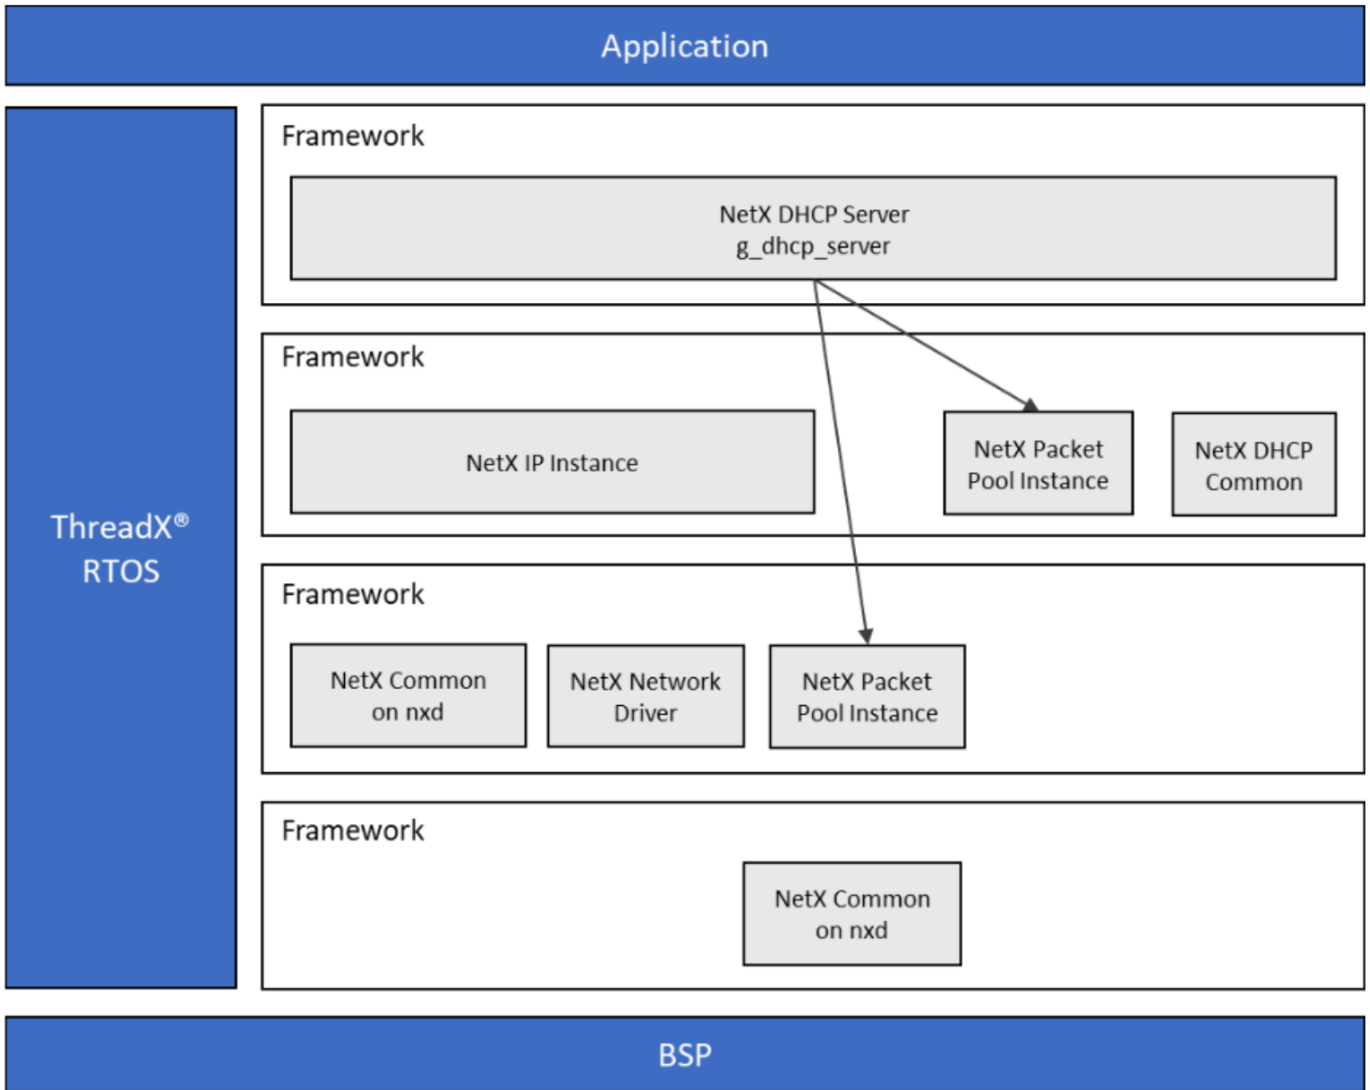 Application
ThreadX®
RTOS
Framework
NetX DHCP Server
g_dhcp_server
Framework
NetX IP Instance
NetX Packet
Pool Instance
NetX DHCP
Common
Framework
NetX Common
on nxd
NetX Network
Driver
NetX Packet
Pool Instance
Framework
NetX Common
on nxd
BSP